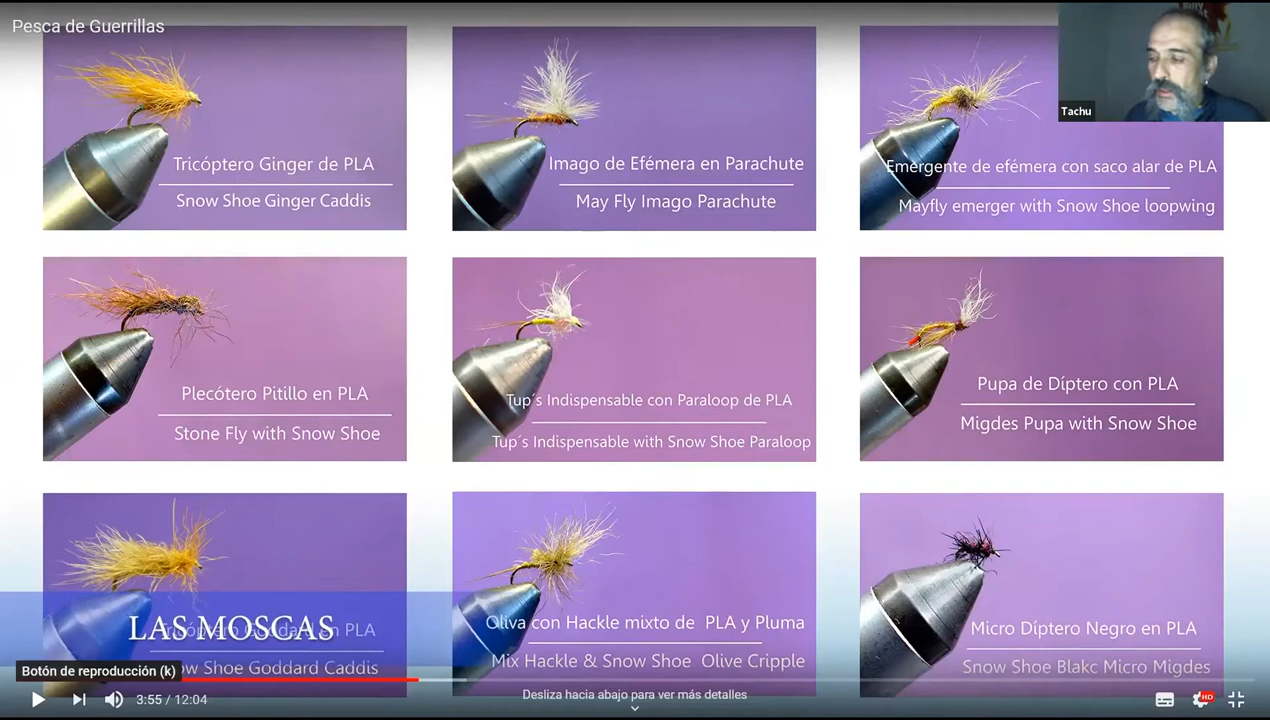 Pesca de Guerrillas
Tachu
Tricóptero Ginger de PLA
Snow Shoe Ginger Caddis
Imago de Efémera en Parachute
May Fly Imago Parachute
Emergente de efémera con saco alar de PLA
Mayfly emerger with Snow Shoe loopwing
Plecótero Pitillo en PLA
Stone Fly with Snow Shoe
Tup´s Indispensable con Paraloop de PLA
Tup´s Indispensable with Snow Shoe Paraloop
Pupa de Díptero con PLA
Migdes Pupa with Snow Shoe
Tricóptero Goddard en PLA
LAS MOSCAS
Snow Shoe Goddard Caddis
Oliva con Hackle mixto de PLA y Pluma
Mix Hackle & Snow Shoe Olive Cripple
Micro Díptero Negro en PLA
Snow Shoe Blakc Micro Migdes
Botón de reproducción (k)
3:55 / 12:04
Desliza hacia abajo para ver más detalles
HD